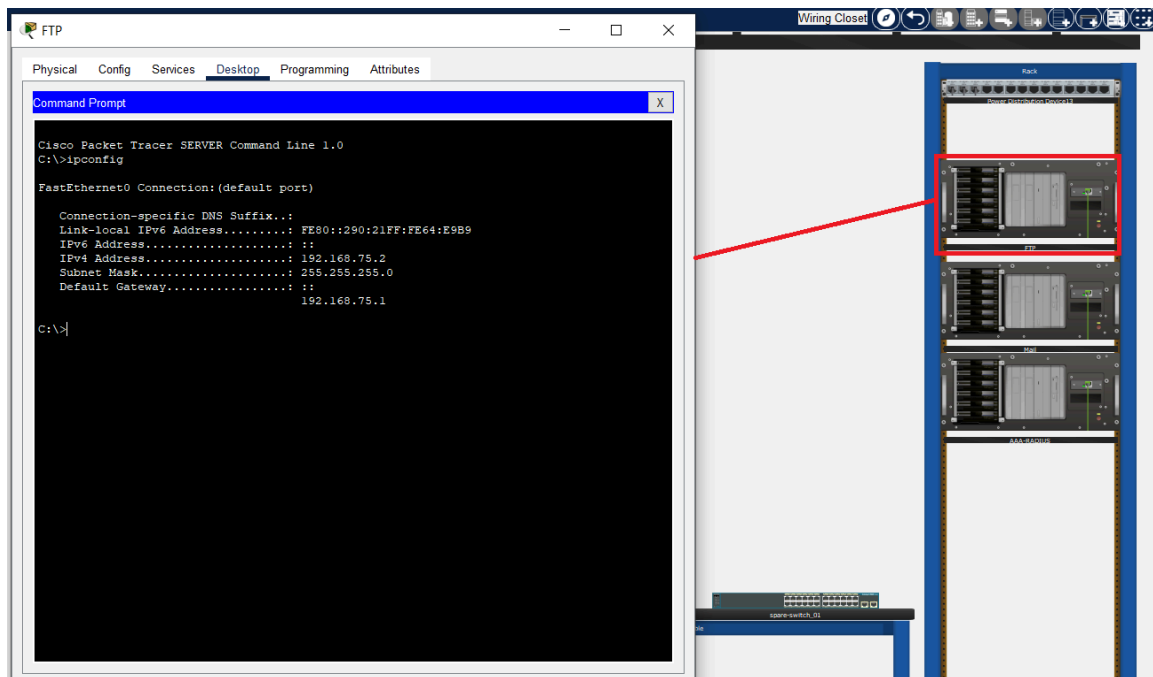 Wiring Closet
FTP
Physical Config Services Desktop Programming Attributes
Command Prompt
X
Cisco Packet Tracer SERVER Command Line 1.0
C:\>ipconfig
FastEthernet0 Connection:(default port)
Connection-specific DNS Suffix..:
Link-local IPv6 Address.........: FE80::290:21FF:FE64:E9B9
IPv6 Address....................: ::
IPv4 Address....................: 192.168.75.2
Subnet Mask.....................: 255.255.255.0
Default Gateway.................: ::
192.168.75.1
C:\>
Rack
Power Distribution Device13
FTP
Mail
AAA-RADIUS
spare-switch_01